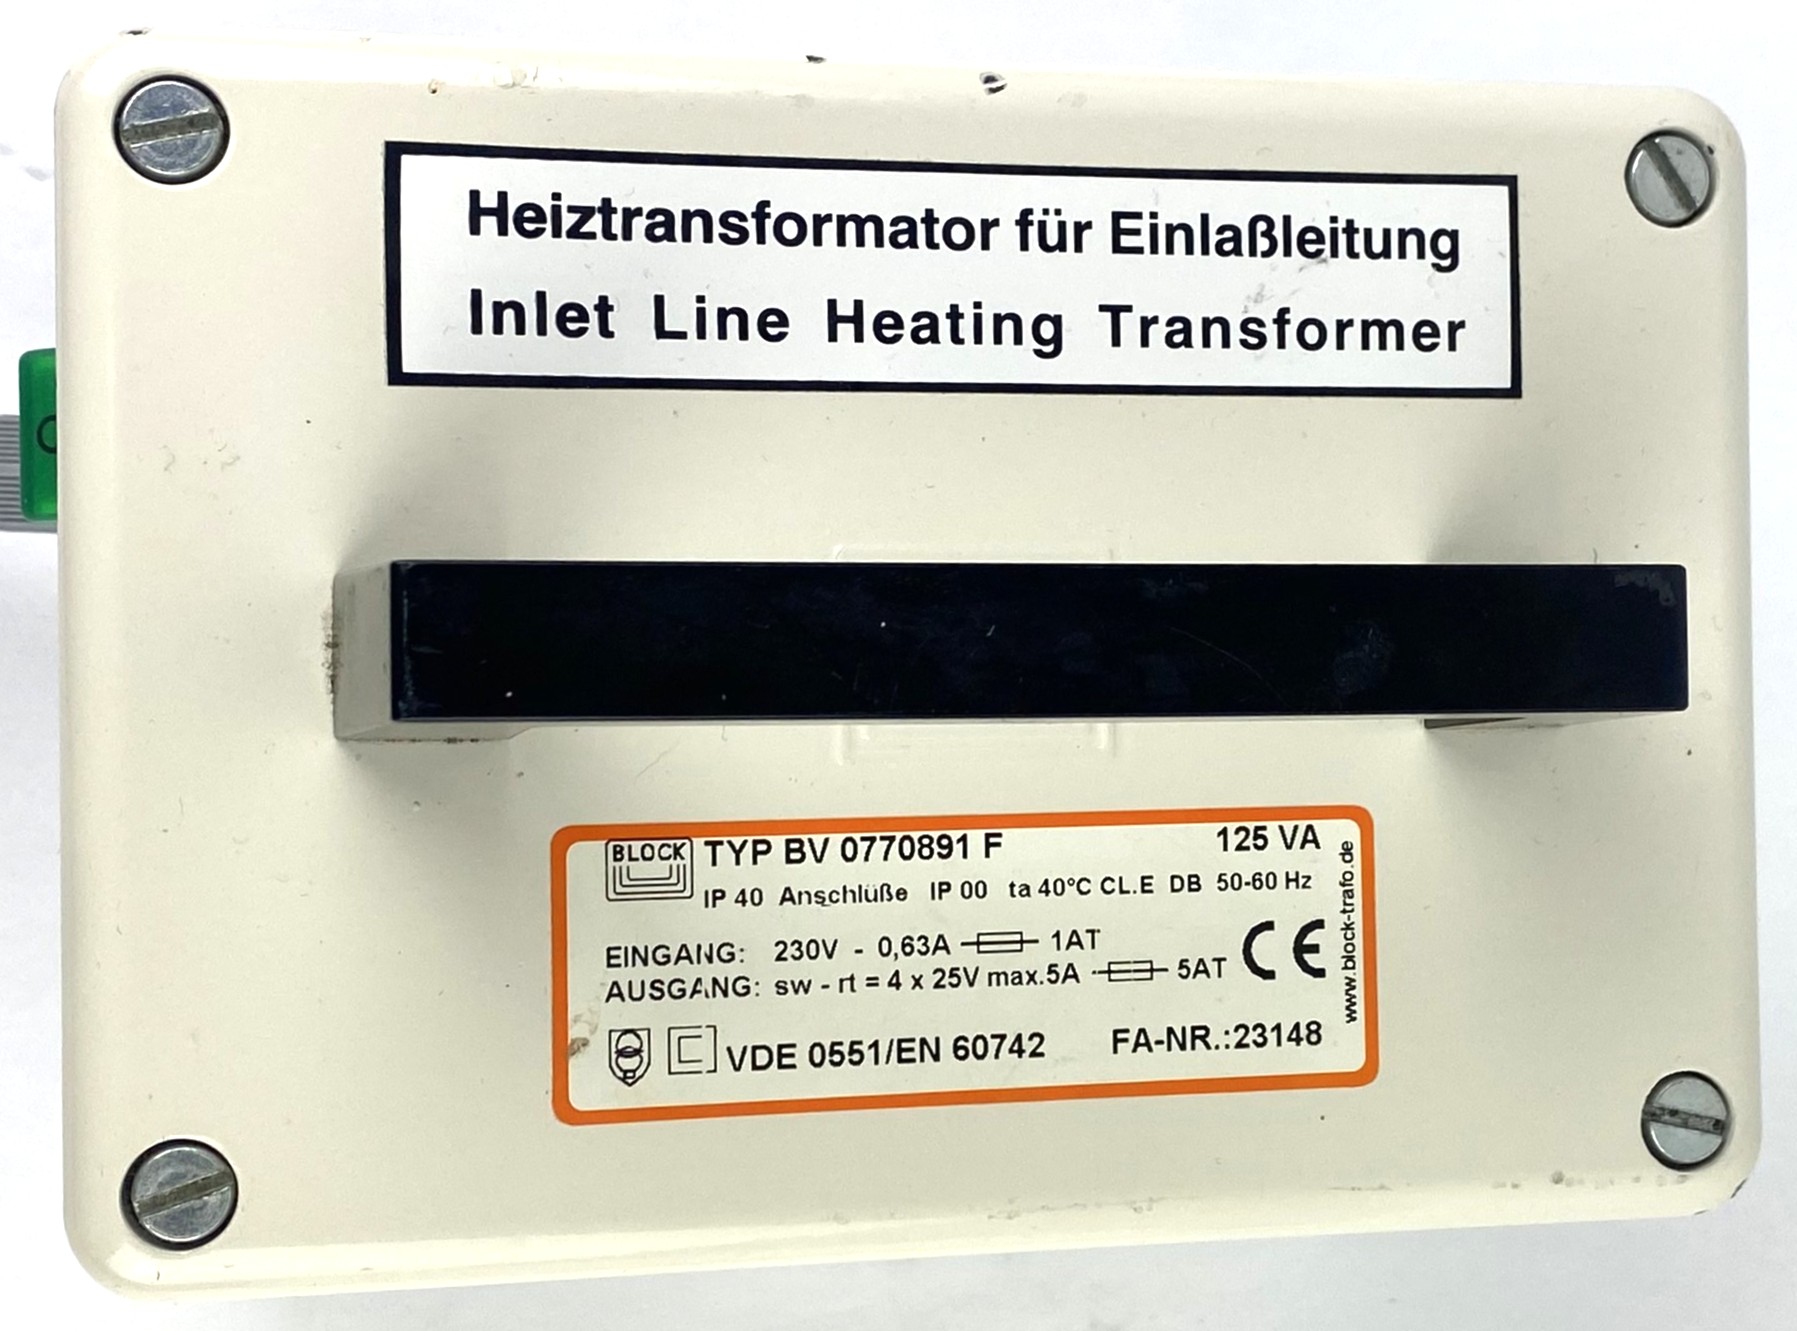 Heiztransformator für Einlaßleitung
Inlet Line Heating Transformer
BLOCK TYP BV 0770891 F 125 VA
IP 40 Anschlüße IP 00 ta 40°C CL.E DB 50-60 Hz
EINGANG: 230V - 0,63A 1AT
AUSGANG: sw - rt = 4 x 25V max.5A 5AT
CE
VDE 0551/EN 60742 FA-NR.:23148
www.block-trafo.de